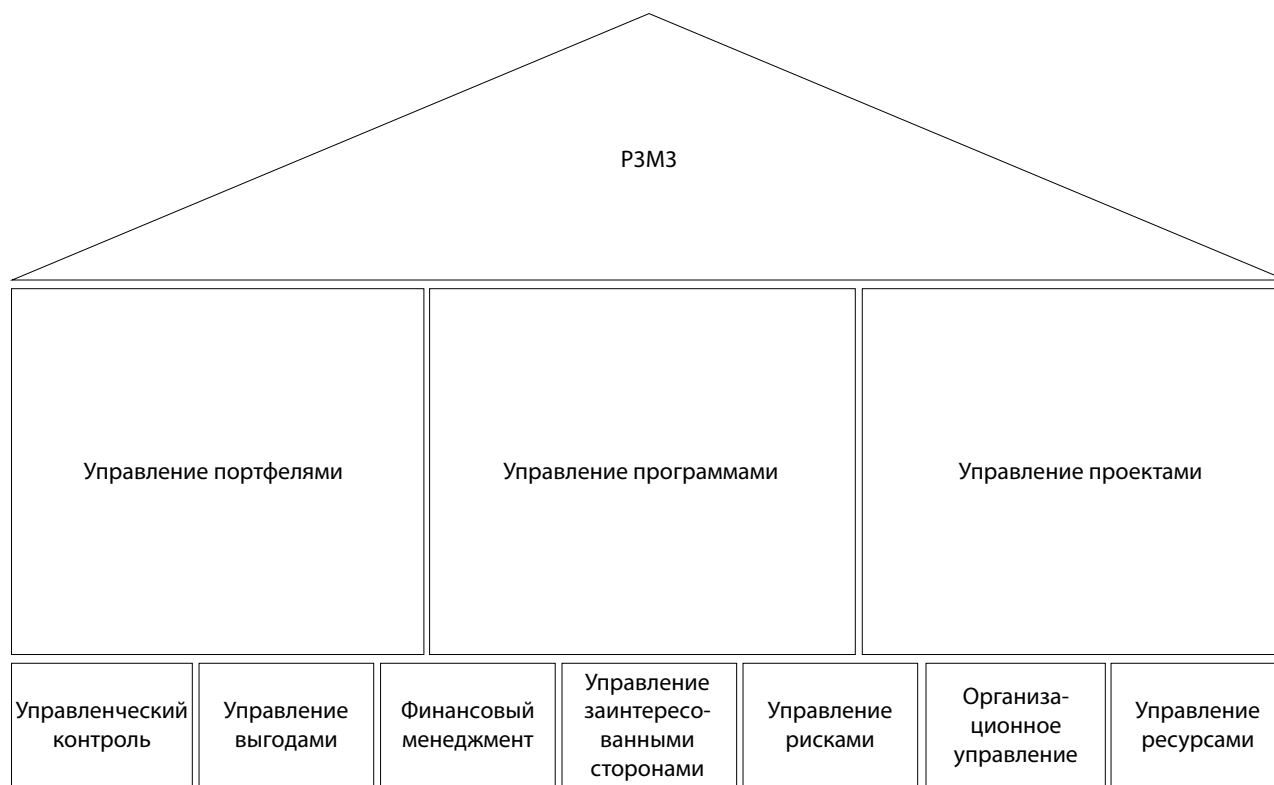 P3M3
Управление портфелями
Управление программами
Управление проектами
Управленческий
контроль
Управление
выгодами
Финансовый
менеджмент
Управление
заинтересо-
ванными
сторонами
Управление
рисками
Организа-
ционное
управление
Управление
ресурсами